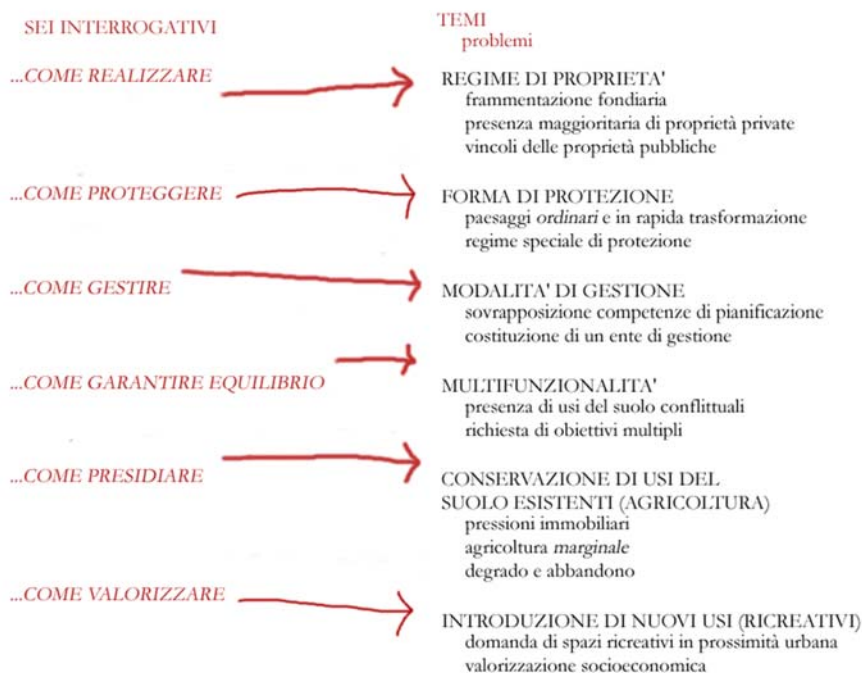 SEI INTERROGATIVI
TEMI
problemi
...COME REALIZZARE
REGIME DI PROPRIETA'
frammentazione fondiaria
presenza maggioritaria di proprietà private
vincoli delle proprietà pubbliche
...COME PROTEGGERE
FORMA DI PROTEZIONE
paesaggi ordinari e in rapida trasformazione
regime speciale di protezione
...COME GESTIRE
MODALITA' DI GESTIONE
sovrapposizione competenze di pianificazione
costituzione di un ente di gestione
...COME GARANTIRE EQUILIBRIO
MULTIFUNZIONALITA'
presenza di usi del suolo conflittuali
richiesta di obiettivi multipli
...COME PRESIDIARE
CONSERVAZIONE DI USI DEL
SUOLO ESISTENTI (AGRICOLTURA)
pressioni immobiliari
agricoltura marginale
degrado e abbandono
...COME VALORIZZARE
INTRODUZIONE DI NUOVI USI (RICREATIVI)
domanda di spazi ricreativi in prossimità urbana
valorizzazione socioeconomica